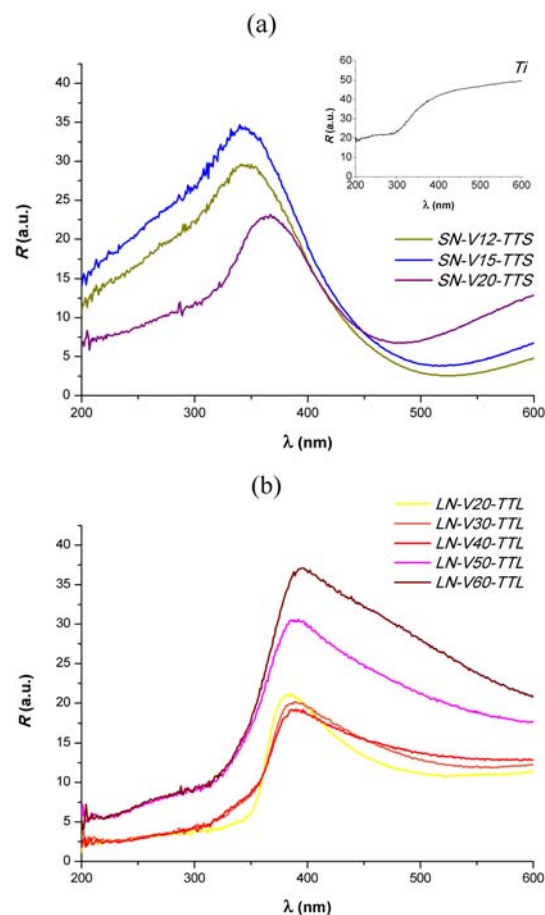 (a)
40
35
30
25
20
15
10
5
0
R (a.u.)
200 300 400 500 600
λ (nm)
Ti
60
50
40
30
20
10
0
R (a.u.)
200 300 400 500 600
λ (nm)
SN-V12-TTS
SN-V15-TTS
SN-V20-TTS
(b)
40
35
30
25
20
15
10
5
0
R (a.u.)
200 300 400 500 600
λ (nm)
LN-V20-TTL
LN-V30-TTL
LN-V40-TTL
LN-V50-TTL
LN-V60-TTL